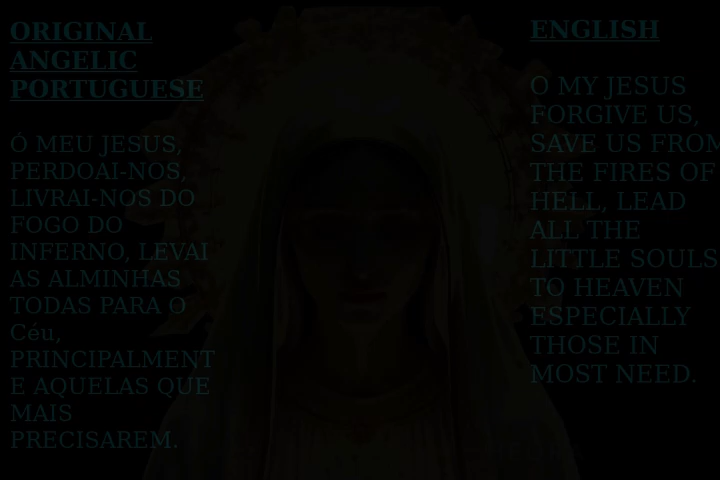 ORIGINAL
ANGELIC
PORTUGUESE
Ó MEU JESUS,
PERDOAI-NOS,
LIVRAI-NOS DO
FOGO DO
INFERNO, LEVAI
AS ALMINHAS
TODAS PARA O
Céu,
PRINCIPALMENT
E AQUELAS QUE
MAIS
PRECISAREM.
ENGLISH
O MY JESUS
FORGIVE US,
SAVE US FROM
THE FIRES OF
HELL, LEAD
ALL THE
LITTLE SOULS
TO HEAVEN
ESPECIALLY
THOSE IN
MOST NEED.